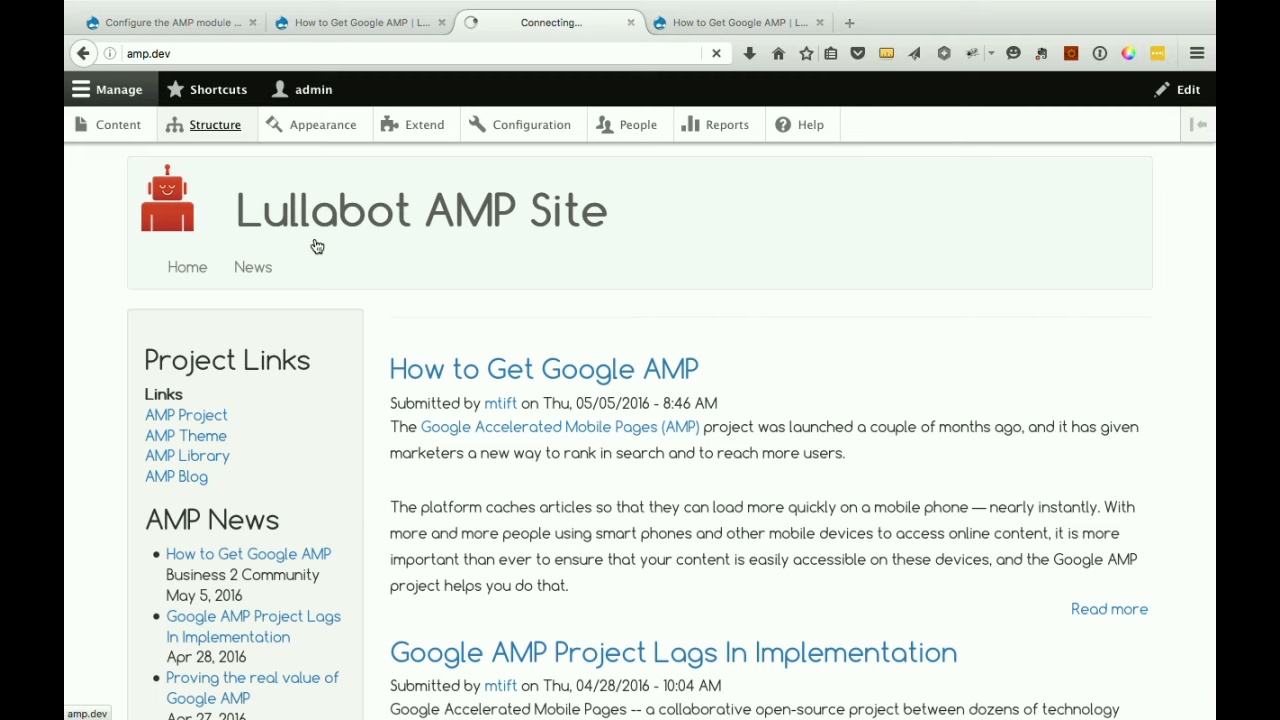 Configure the AMP module ...
How to Get Google AMP | L...
Connecting...
How to Get Google AMP | L...
amp.dev
Manage
Shortcuts
admin
Edit
Content
Structure
Appearance
Extend
Configuration
People
Reports
Help
Lullabot AMP Site
Home
News
Project Links
Links
AMP Project
AMP Theme
AMP Library
AMP Blog
AMP News
How to Get Google AMP
Business 2 Community
May 5, 2016
Google AMP Project Lags
In Implementation
Apr 28, 2016
Proving the real value of
Google AMP
Apr 27, 2016
How to Get Google AMP
Submitted by mtift on Thu, 05/05/2016 - 8:46 AM
The Google Accelerated Mobile Pages (AMP) project was launched a couple of months ago, and it has given
marketers a new way to rank in search and to reach more users.
The platform caches articles so that they can load more quickly on a mobile phone — nearly instantly. With
more and more people using smart phones and other mobile devices to access online content, it is more
important than ever to ensure that your content is easily accessible on these devices, and the Google AMP
project helps you do that.
Read more
Google AMP Project Lags In Implementation
Submitted by mtift on Thu, 04/28/2016 - 10:04 AM
Google Accelerated Mobile Pages -- a collaborative open-source project between dozens of technology
amp.dev